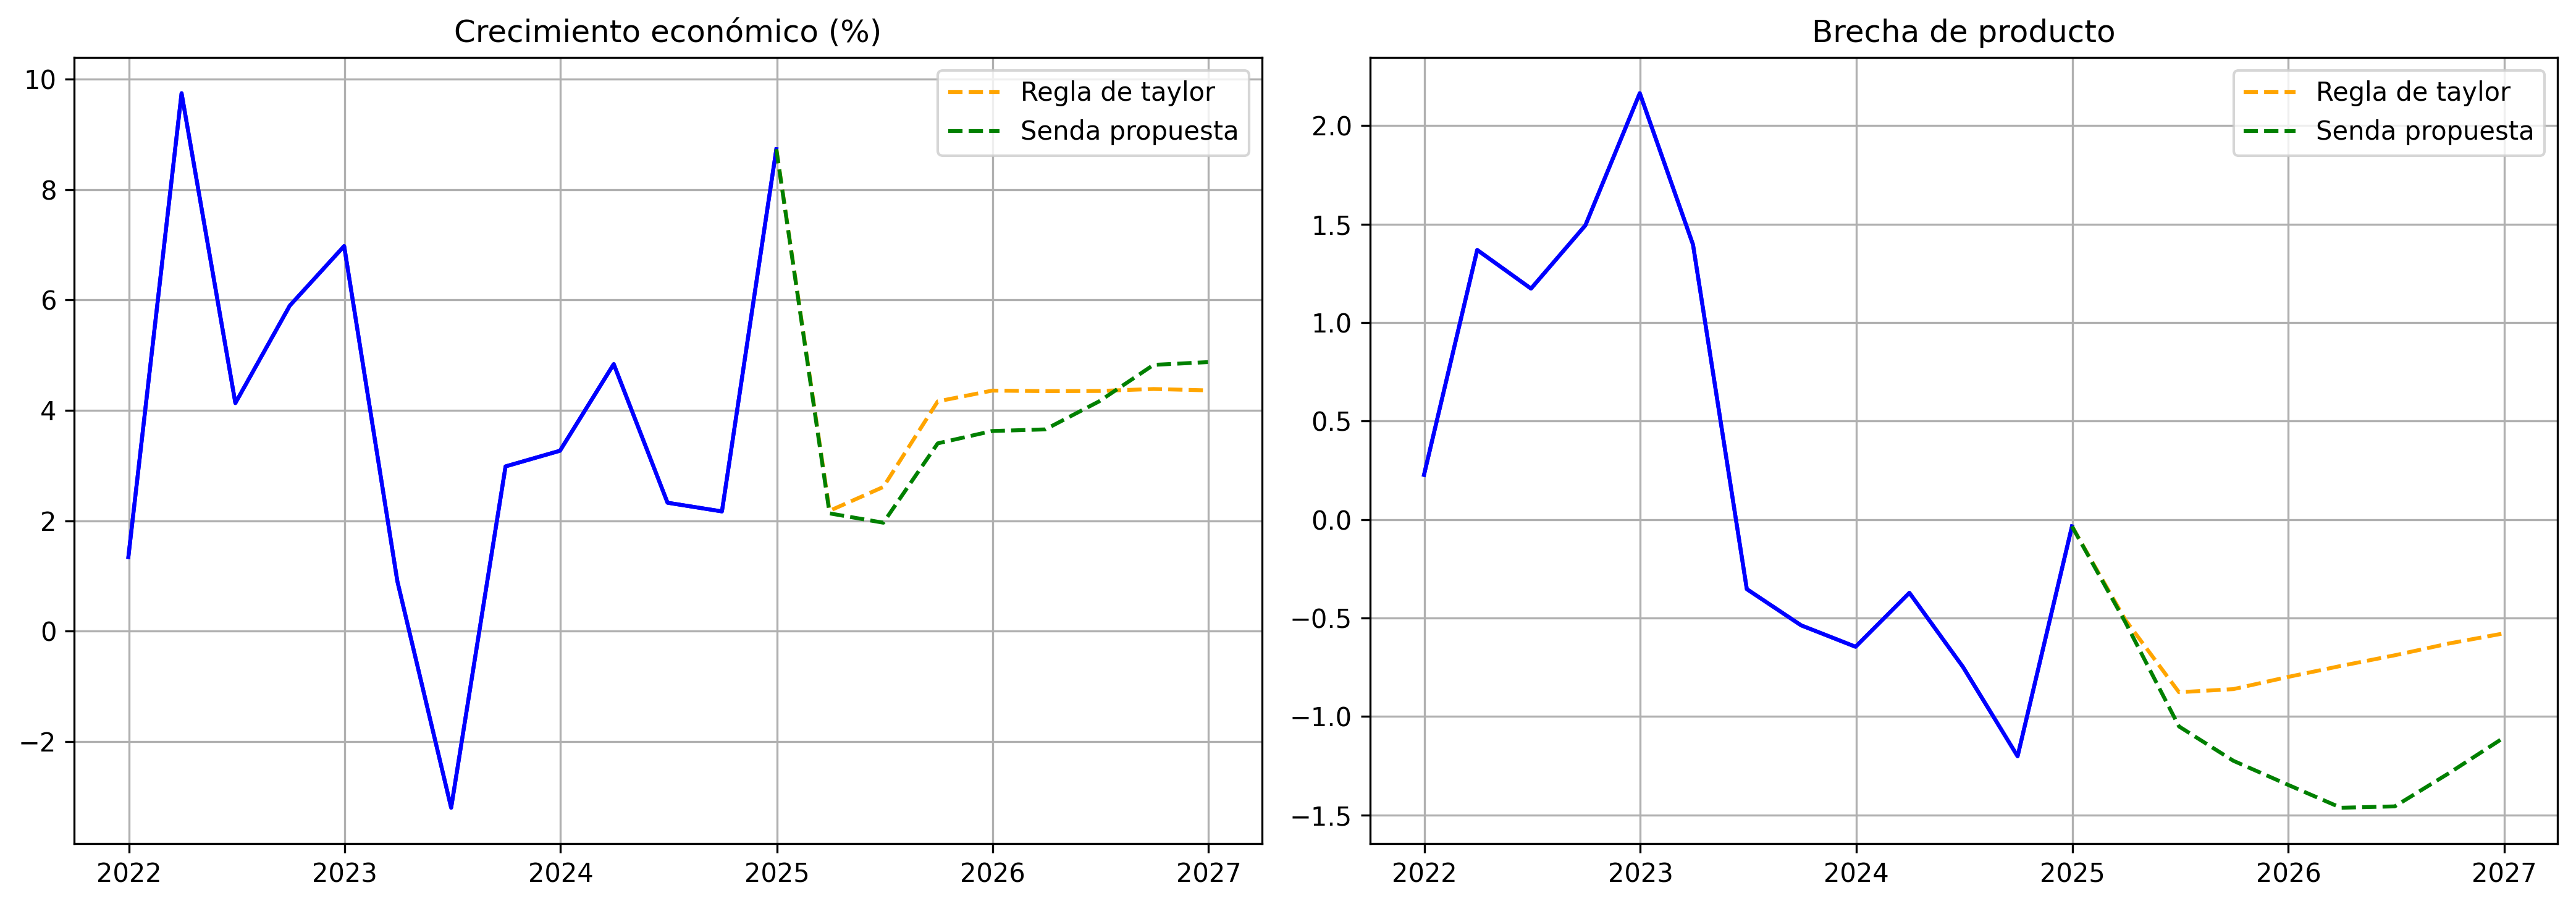 Crecimiento económico (%)
10
8
6
4
2
0
−2
2022 2023 2024 2025 2026 2027
Regla de taylor
Senda propuesta
Brecha de producto
2.0
1.5
1.0
0.5
0.0
−0.5
−1.0
−1.5
2022 2023 2024 2025 2026 2027
Regla de taylor
Senda propuesta